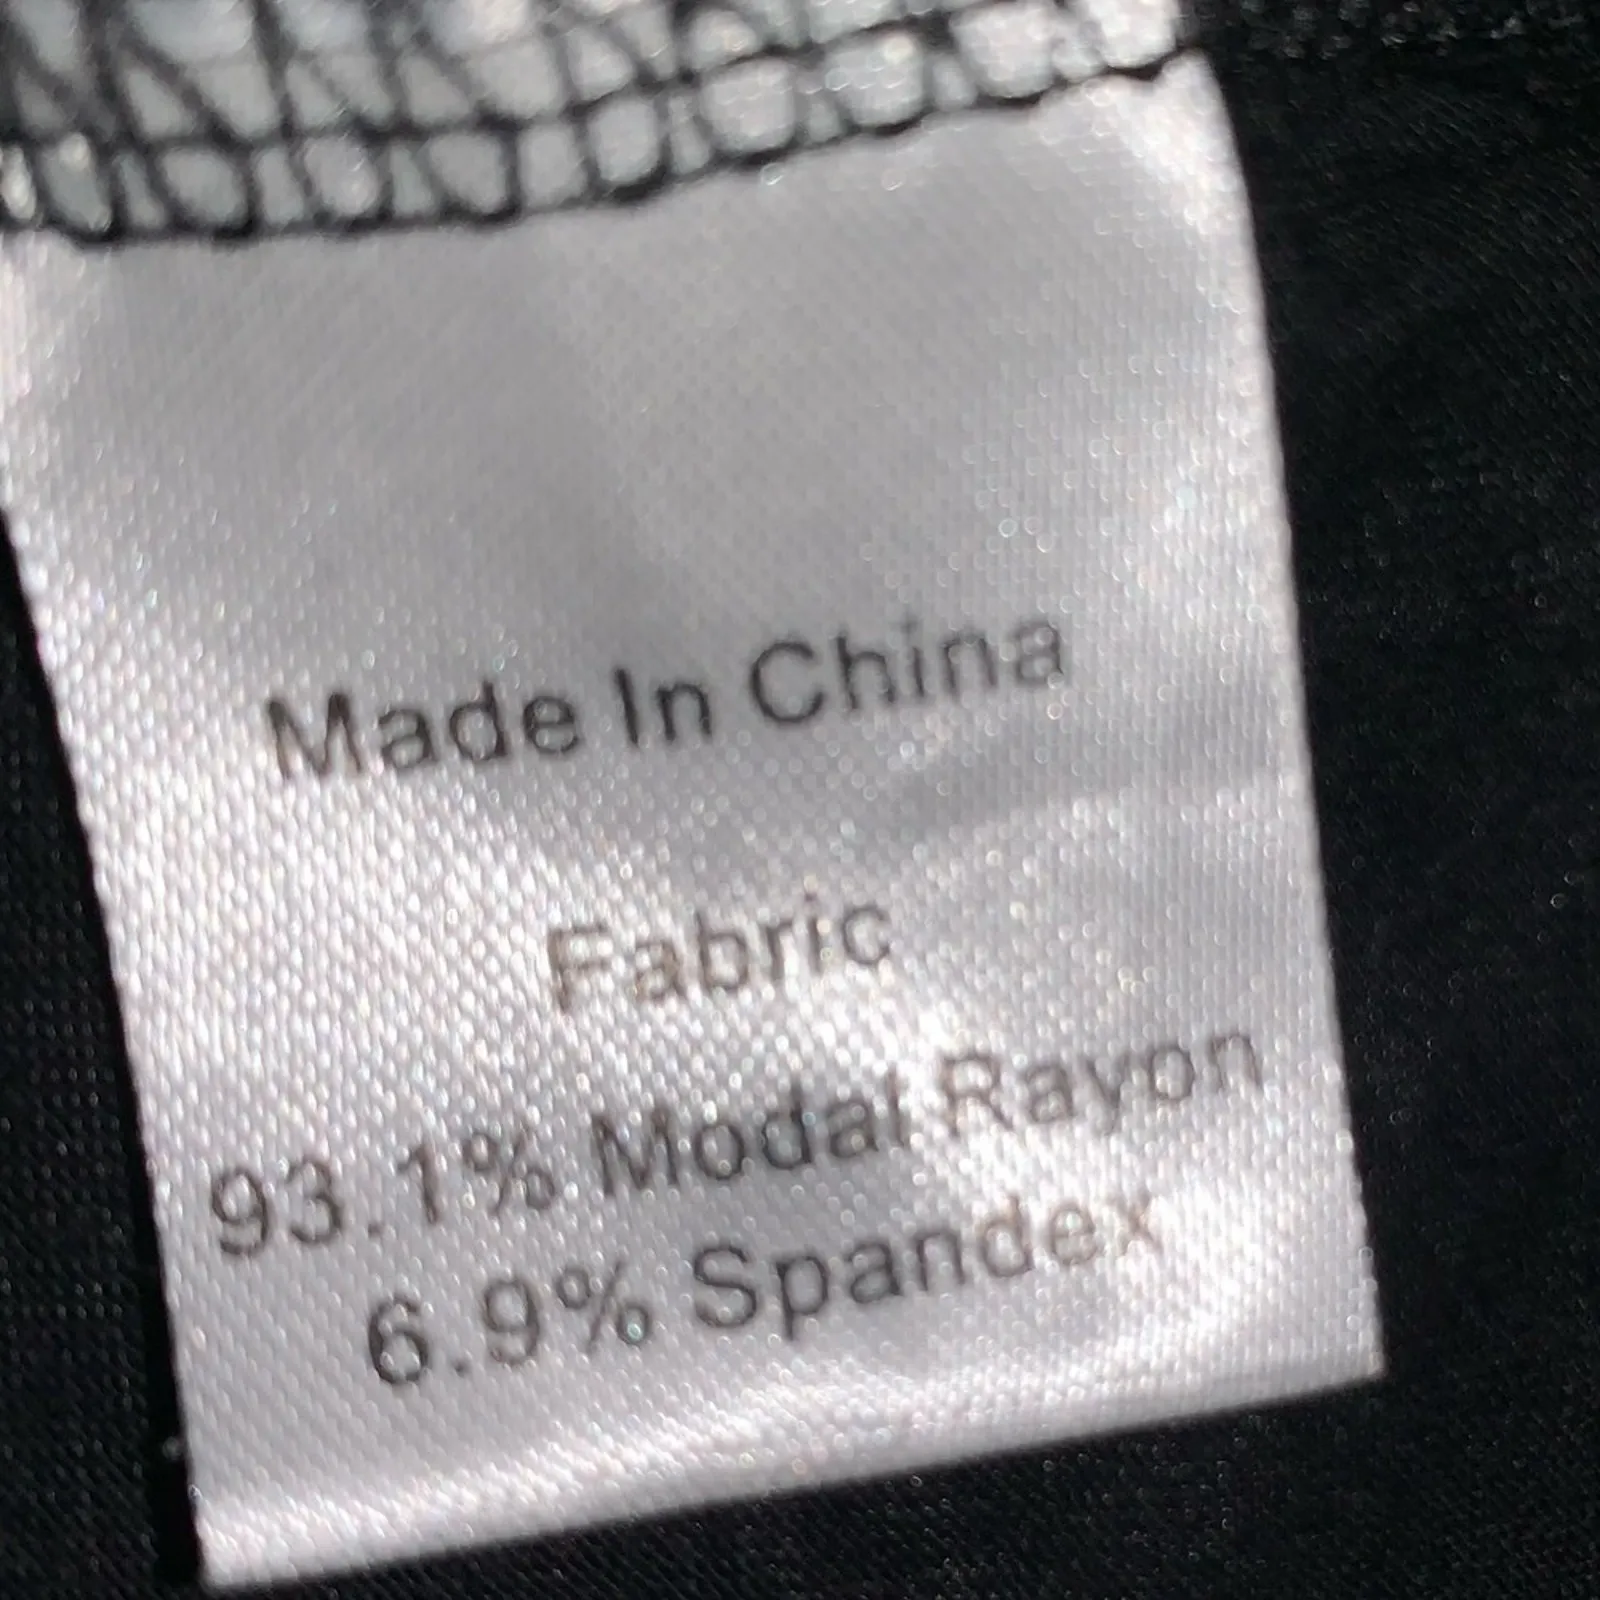 Made In China
Fabric
93.1% Modal Rayon
6.9% Spandex